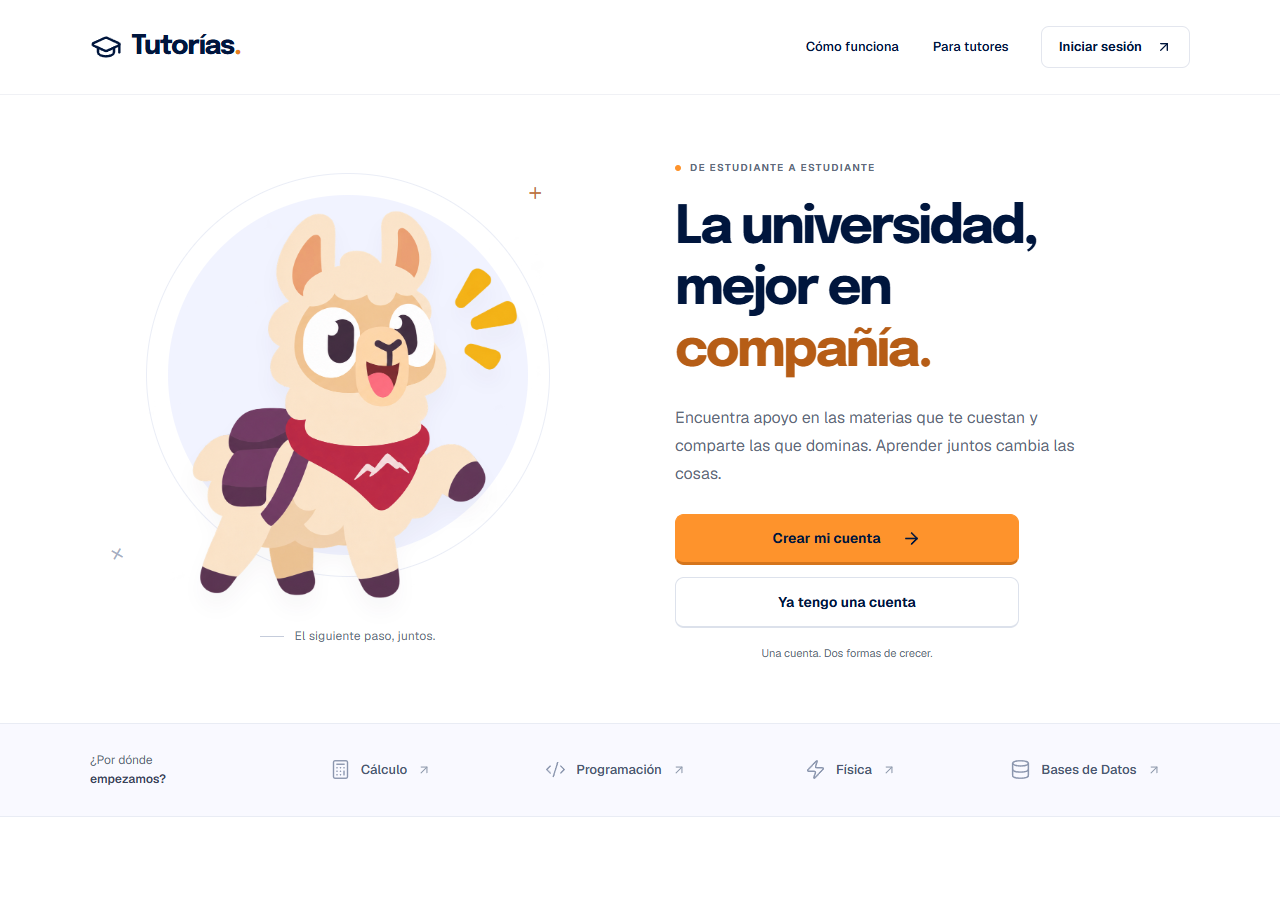 Tutorías.
Cómo funciona
Para tutores
Iniciar sesión
DE ESTUDIANTE A ESTUDIANTE
La universidad,
mejor en
compañía.
Encuentra apoyo en las materias que te cuestan y
comparte las que dominas. Aprender juntos cambia las
cosas.
Crear mi cuenta
Ya tengo una cuenta
Una cuenta. Dos formas de crecer.
El siguiente paso, juntos.
¿Por dónde
empezamos?
Cálculo
Programación
Física
Bases de Datos